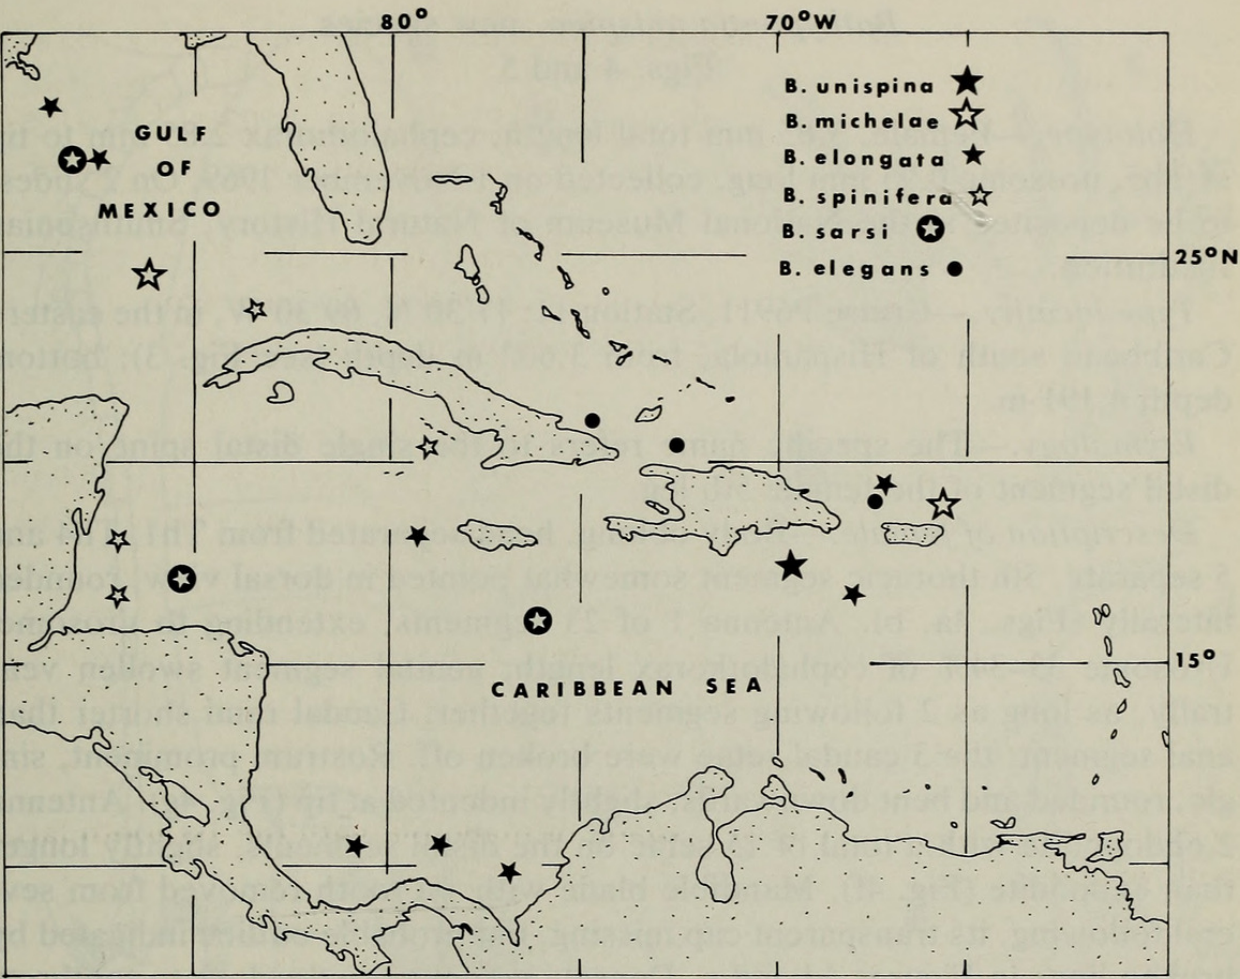 80°
70°W
B. unispina
B. michelae
B. elongata
B. spinifera
B. sarsi
B. elegans
GULF
OF
MEXICO
25°N
15°
CARIBBEAN SEA